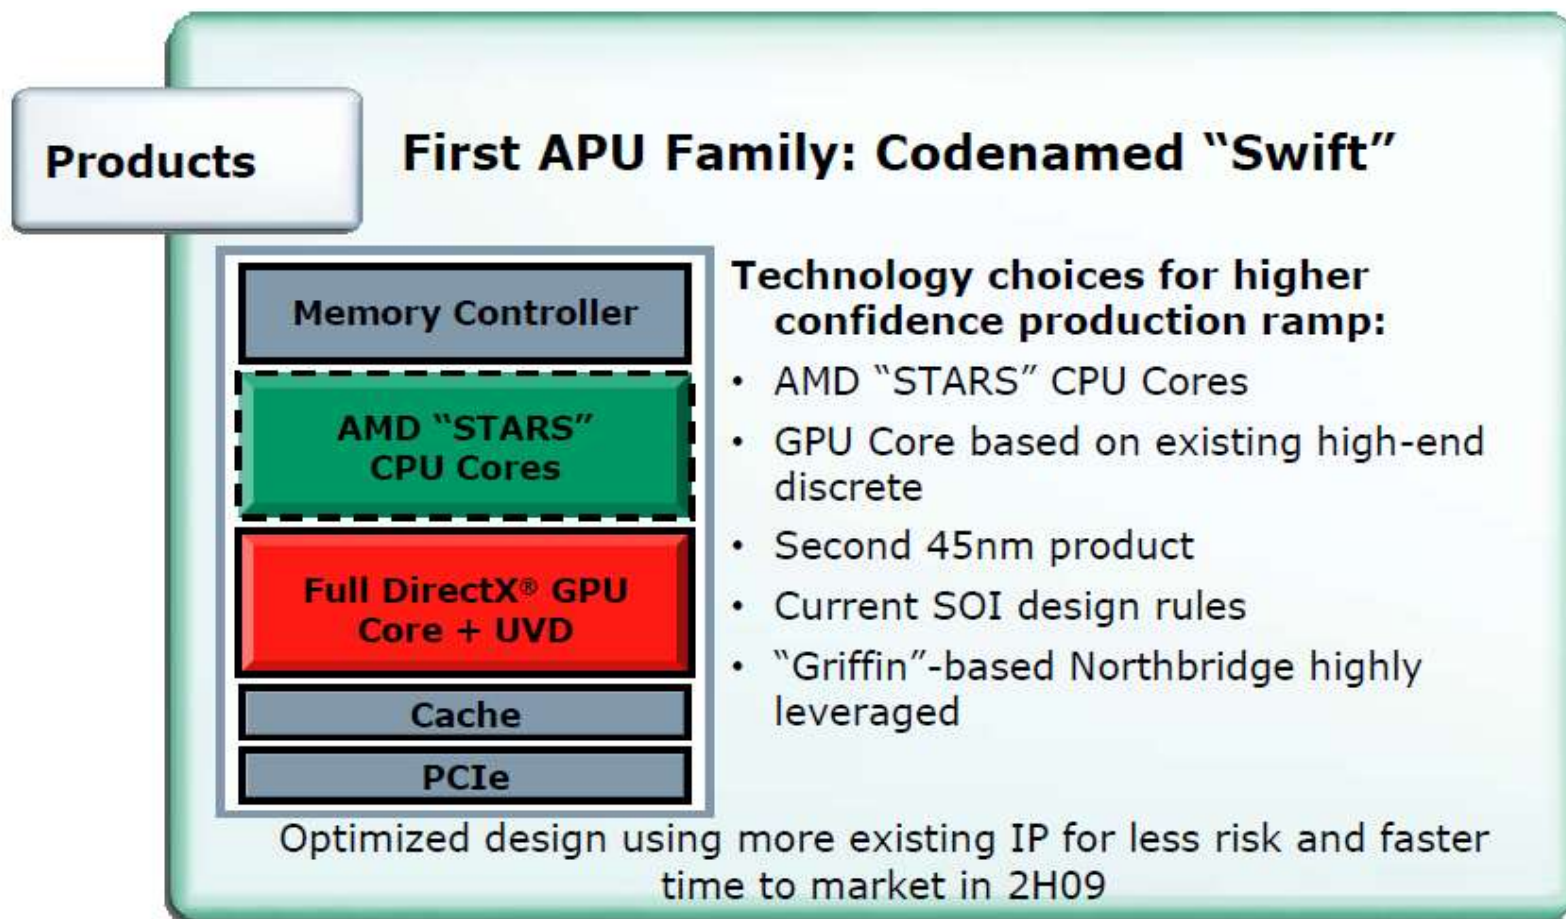 Products
First APU Family: Codenamed “Swift”
Memory Controller
AMD “STARS”
CPU Cores
Full DirectX® GPU
Core + UVD
Cache
PCIe
Technology choices for higher
confidence production ramp:
• AMD “STARS” CPU Cores
• GPU Core based on existing high-end
discrete
• Second 45nm product
• Current SOI design rules
• “Griffin”-based Northbridge highly
leveraged
Optimized design using more existing IP for less risk and faster
time to market in 2H09